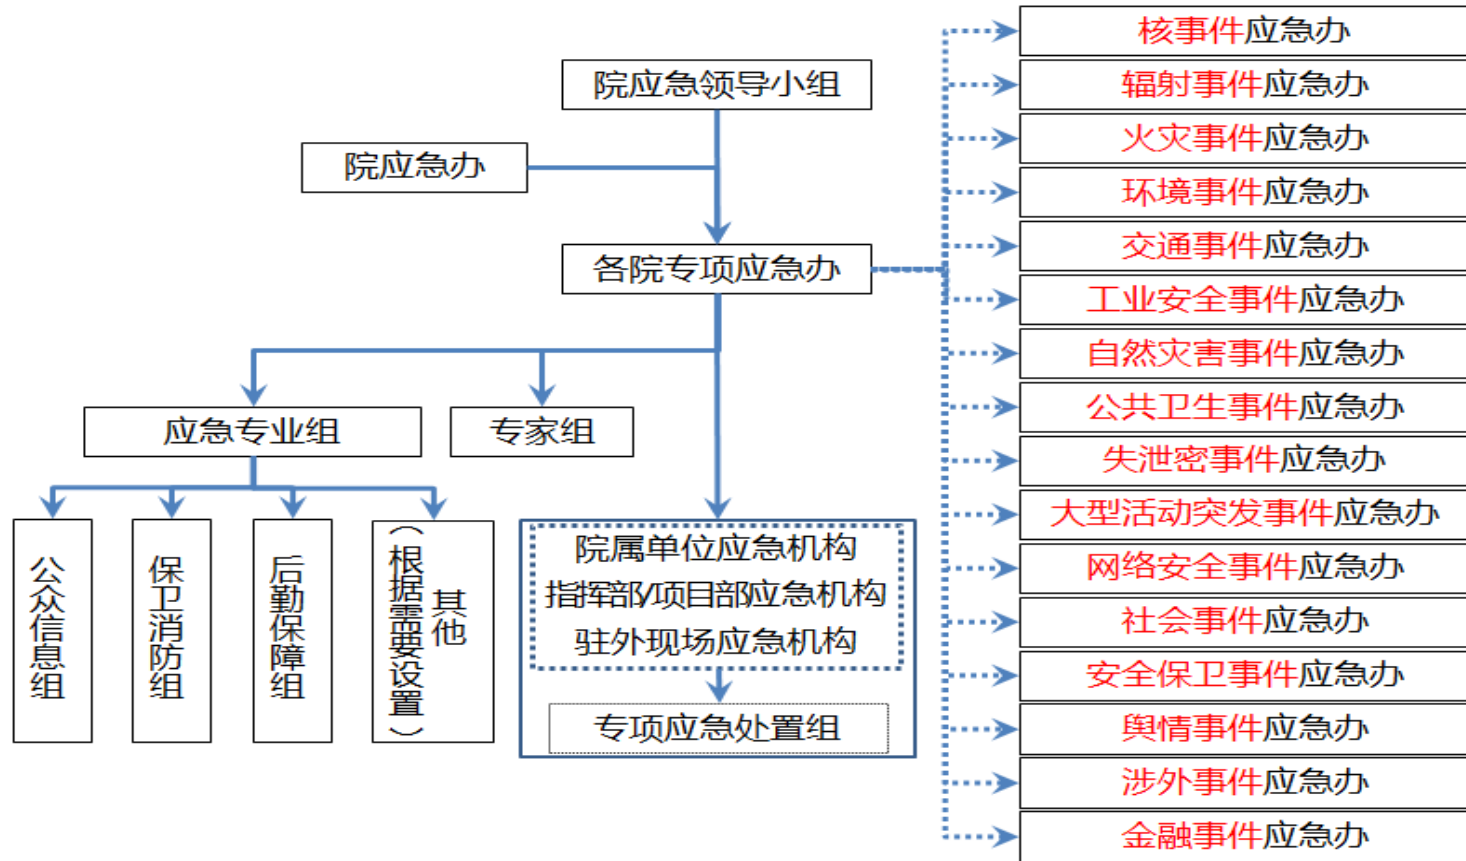 院应急领导小组
院应急办
各院专项应急办
应急专业组
专家组
公众信息组
保卫消防组
后勤保障组
其他
（根据需要设置）
院属单位应急机构
指挥部/项目部应急机构
驻外现场应急机构
专项应急处置组
核事件应急办
辐射事件应急办
火灾事件应急办
环境事件应急办
交通事件应急办
工业安全事件应急办
自然灾害事件应急办
公共卫生事件应急办
失泄密事件应急办
大型活动突发事件应急办
网络安全事件应急办
社会事件应急办
安全保卫事件应急办
舆情事件应急办
涉外事件应急办
金融事件应急办